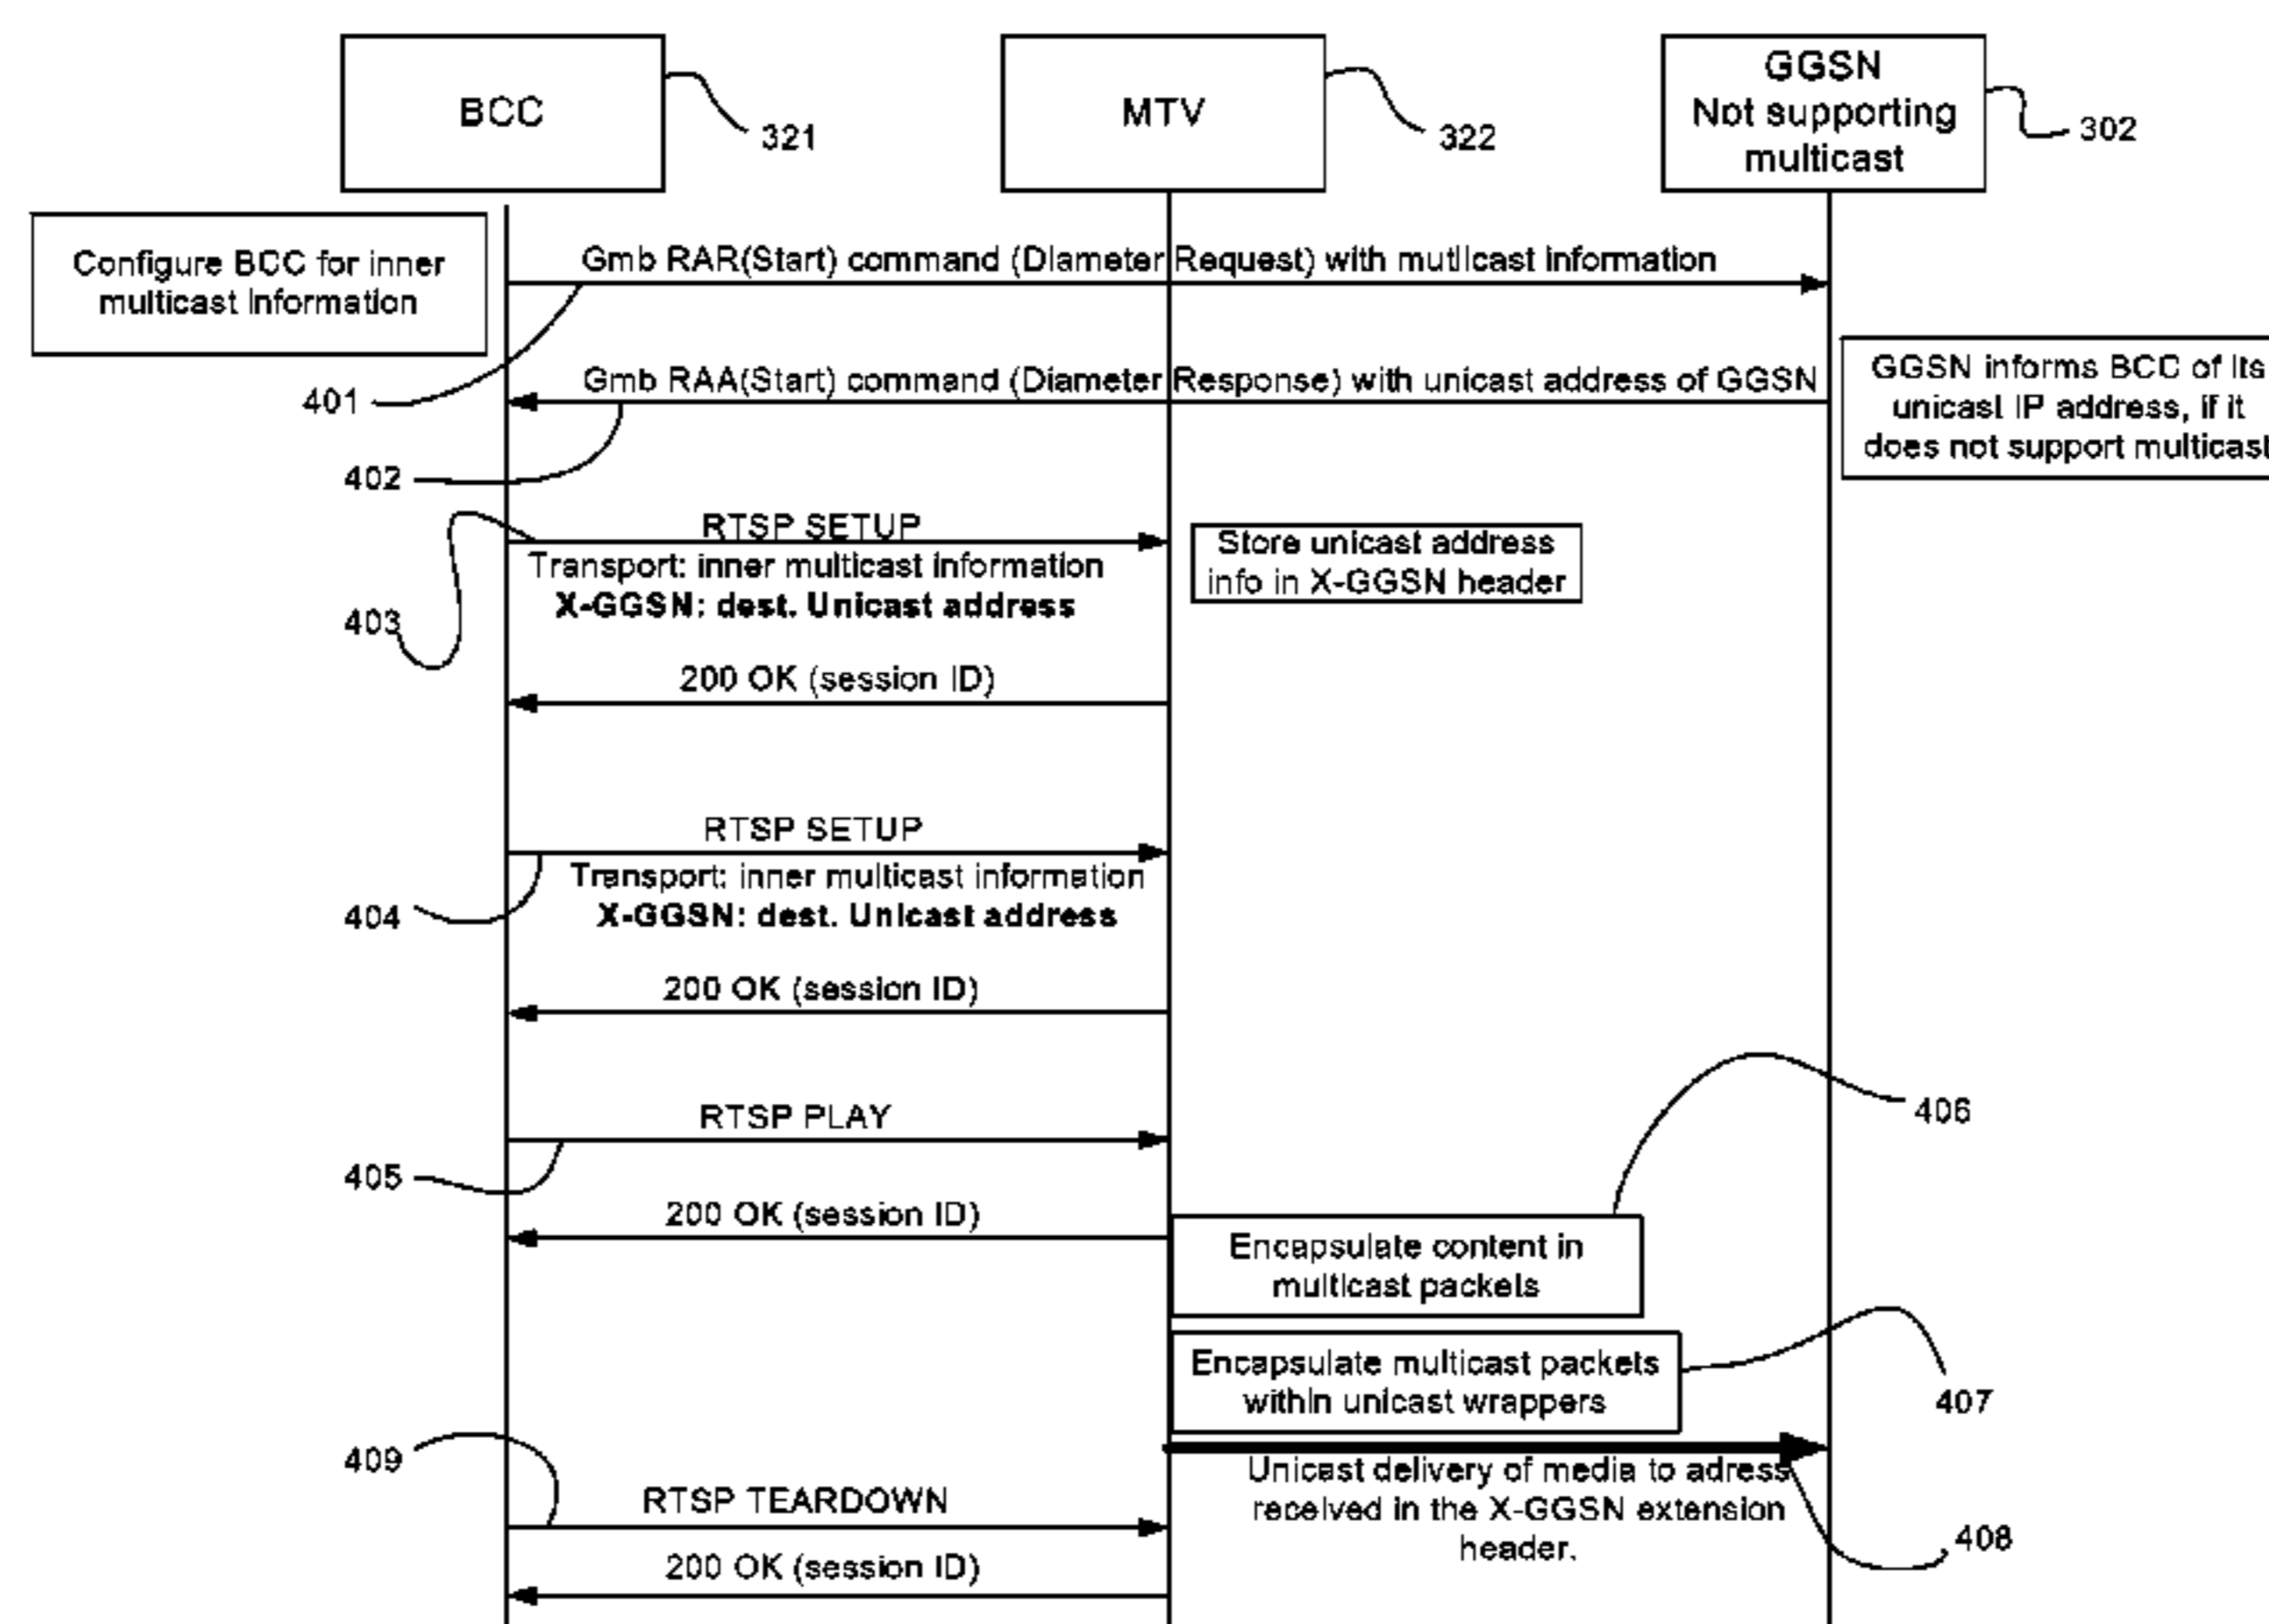 BCC
321
MTV
322
GGSN
Not supporting
multicast
302
Configure BCC for inner
multicast Information
Gmb RAR(Start) command (Diameter Request) with mutlicast information
401
Gmb RAA(Start) command (Diameter Response) with unicast address of GGSN
GGSN informs BCC of Its
unicast IP address, if it
does not support multicast
402
RTSP SETUP
Transport: inner multicast information
X-GGSN: dest. Unicast address
Store unicast address
info in X-GGSN header
403
200 OK (session ID)
RTSP SETUP
Transport: inner multicast information
X-GGSN: dest. Unicast address
404
200 OK (session ID)
RTSP PLAY
406
405
200 OK (session ID)
Encapsulate content in
multicast packets
Encapsulate multicast packets
within unicast wrappers
407
409
Unicast delivery of media to adress
received in the X-GGSN extension
header.
RTSP TEARDOWN
408
200 OK (session ID)